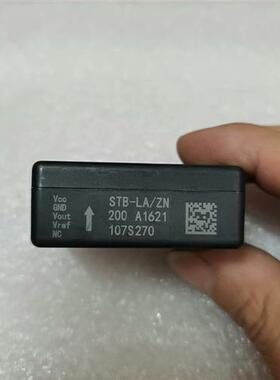 Vcc
GND
Vout
Vref
NC
STB-LA/ZN
200 A1621
107S270